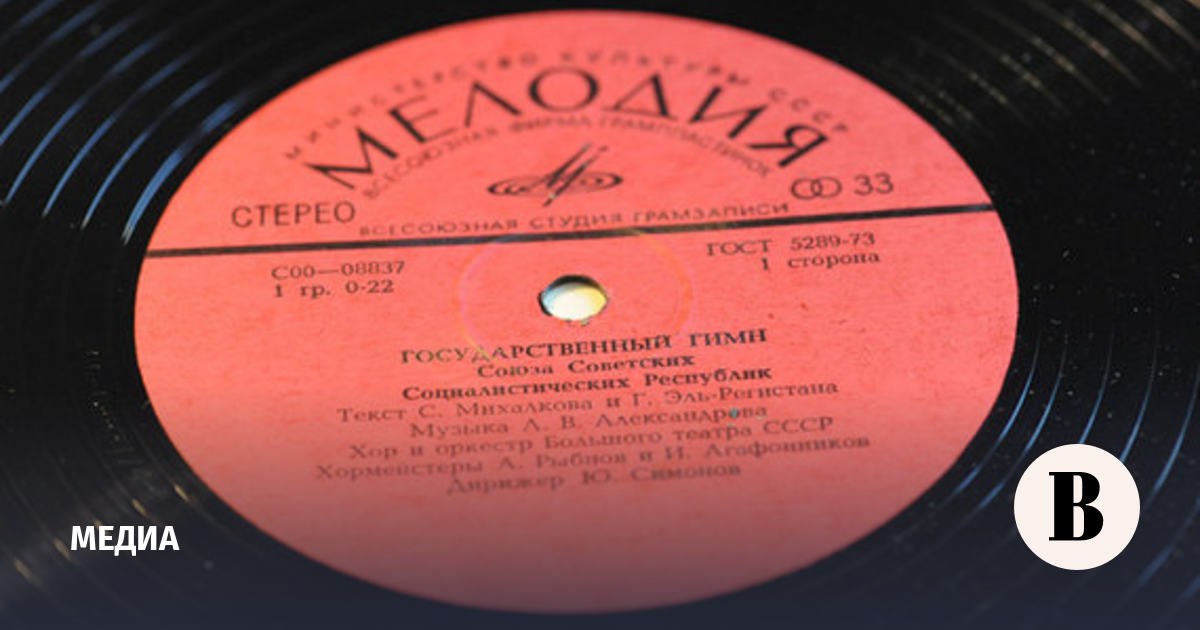 МИНИСТЕРСТВО КУЛЬТУРЫ СССР
МЕЛОДИЯ
ВСЕСОЮЗНАЯ ФИРМА ГРАМПЛАСТИНОК
СТЕРЕО
33
ВСЕСОЮЗНАЯ СТУДИЯ ГРАМЗАПИСИ
С00—08837
ГОСТ 5289-73
1 гр. 0-22
1 сторона
ГОСУДАРСТВЕННЫЙ ГИМН
Союза Советских
Социалистических Республик
Текст С. Михалкова и Г. Эль-Регистана
Музыка А. В. Александрова
Хор и оркестр Большого театра СССР
Хормейстеры А. Рыбнов и И. Агафонников
Дирижер Ю. Симонов
МЕДИА
В